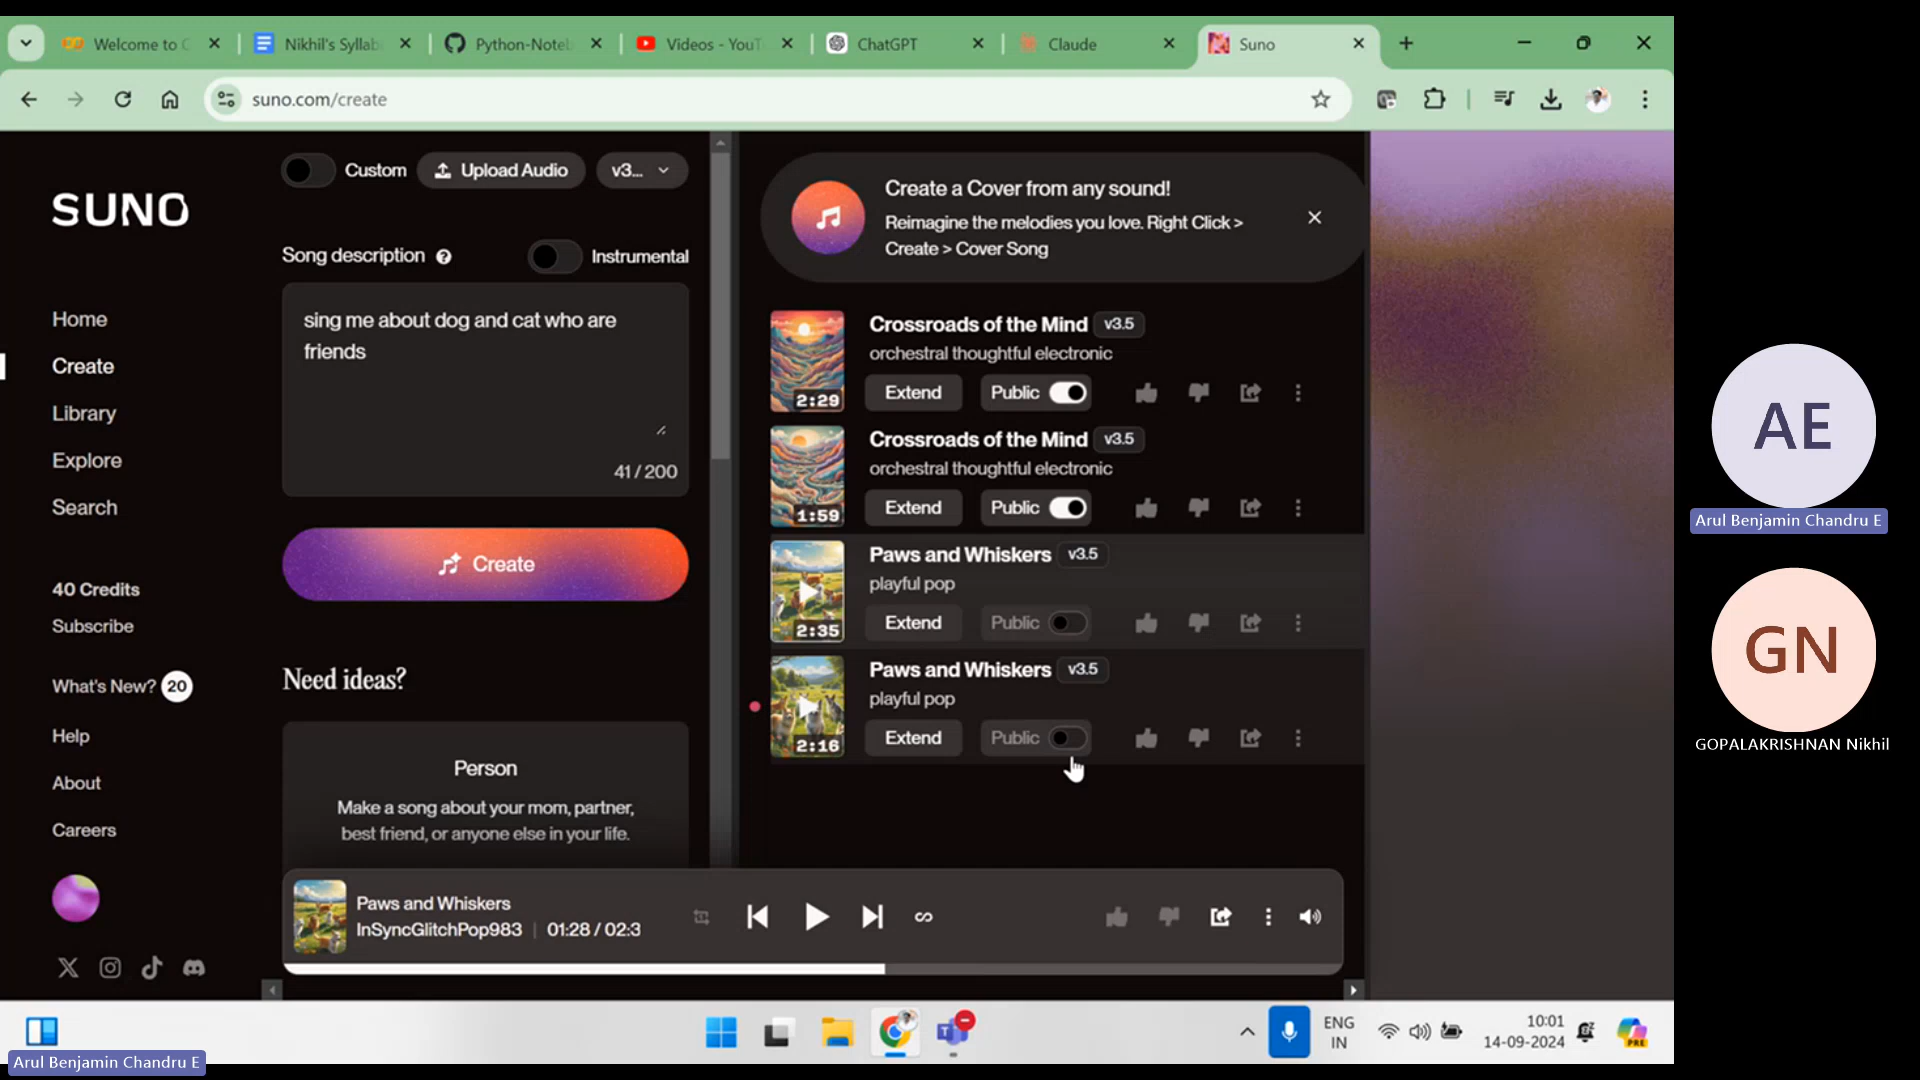 Welcome to C
Nikhil's Syllab
Python-Note
Videos - YouT
ChatGPT
Claude
Suno
suno.com/create
SUNO
Home
Create
Library
Explore
Search
40 Credits
Subscribe
What's New? 20
Help
About
Careers
Custom
Upload Audio
v3...
Song description
Instrumental
sing me about dog and cat who are
friends
41 / 200
Create
Need ideas?
Person
Make a song about your mom, partner,
best friend, or anyone else in your life.
Create a Cover from any sound!
Reimagine the melodies you love. Right Click >
Create > Cover Song
Crossroads of the Mind v3.5
orchestral thoughtful electronic
2:29 Extend Public
Crossroads of the Mind v3.5
orchestral thoughtful electronic
1:59 Extend Public
Paws and Whiskers v3.5
playful pop
2:35 Extend Public
Paws and Whiskers v3.5
playful pop
2:16 Extend Public
Paws and Whiskers
InSyncGlitchPop983 01:28 / 02:3
ENG
IN
10:01
14-09-2024
PRE
Arul Benjamin Chandru E
AE
Arul Benjamin Chandru E
GN
GOPALAKRISHNAN Nikhil